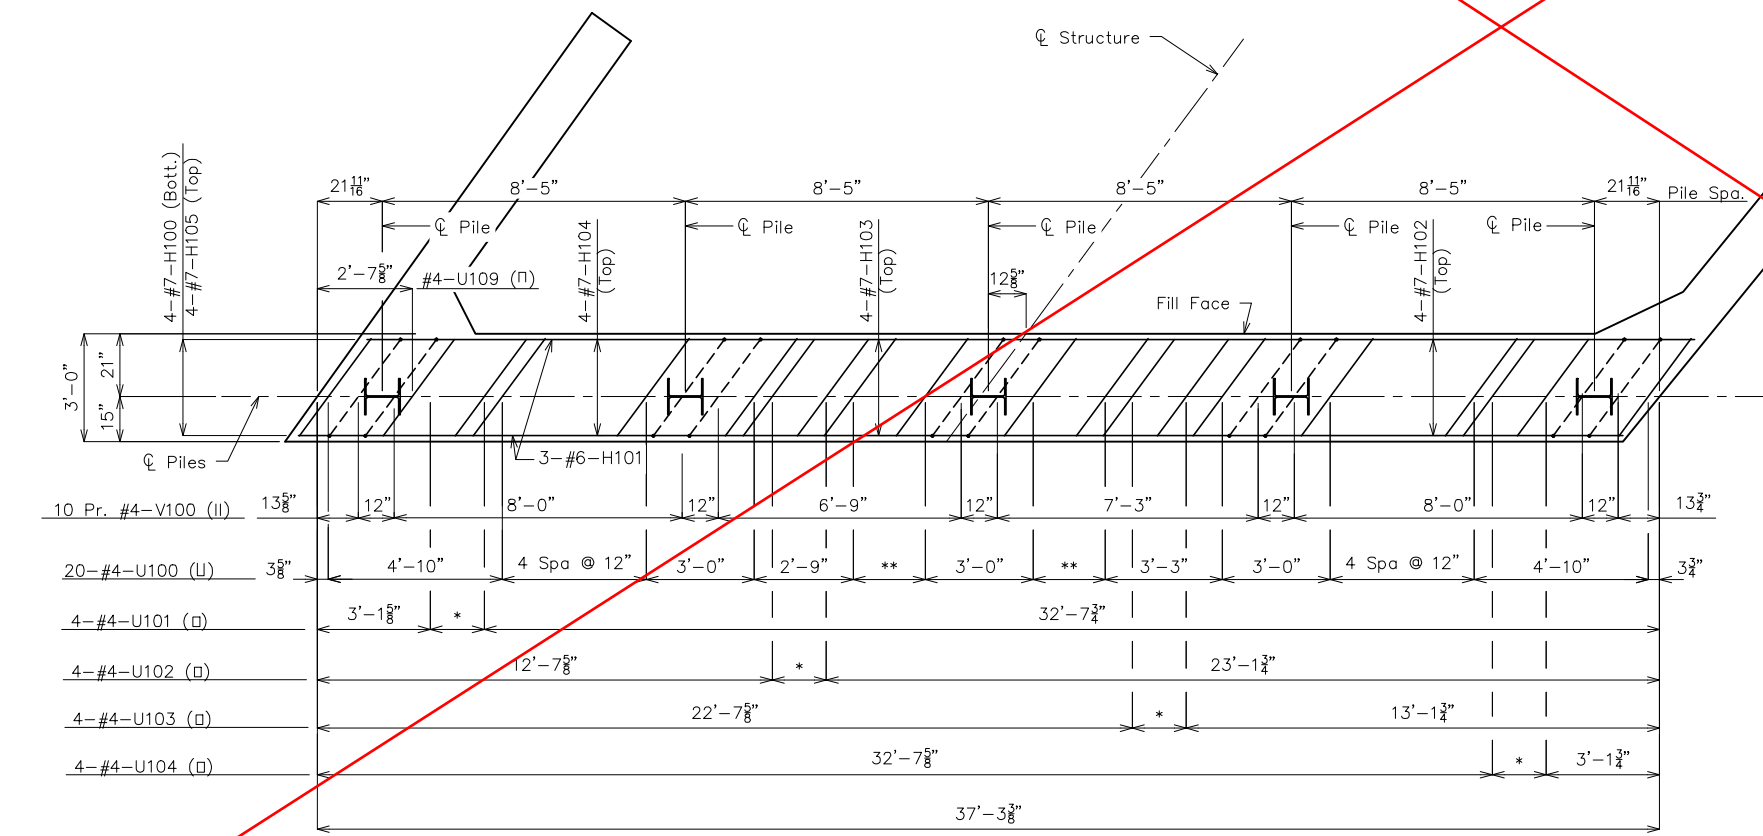 ℄ Structure
4-#7-H100 (Bott.)
4-#7-H105 (Top)
21 11/16"
8'-5"
8'-5"
8'-5"
8'-5"
21 11/16"
Pile Spa.
℄ Pile
℄ Pile
℄ Pile
℄ Pile
℄ Pile
4-#7-H104
(Top)
4-#7-H103
(Top)
4-#7-H102
(Top)
2'-7 5/8"
#4-U109 (⊓)
12 5/8"
Fill Face
3'-0"
21"
15"
℄ Piles
3-#6-H101
10 Pr. #4-V100 (II)
13 5/8"
12"
8'-0"
12"
6'-9"
12"
7'-3"
12"
8'-0"
12"
13 3/4"
20-#4-U100 (⊔)
3 5/8"
4'-10"
4 Spa @ 12"
3'-0"
2'-9"
**
3'-0"
**
3'-3"
3'-0"
4 Spa @ 12"
4'-10"
3 3/4"
4-#4-U101 (▯)
3'-1 5/8"
*
32'-7 3/4"
4-#4-U102 (▯)
12'-7 5/8"
*
23'-1 3/4"
4-#4-U103 (▯)
22'-7 5/8"
*
13'-1 3/4"
4-#4-U104 (▯)
32'-7 5/8"
*
3'-1 3/4"
37'-3 3/8"